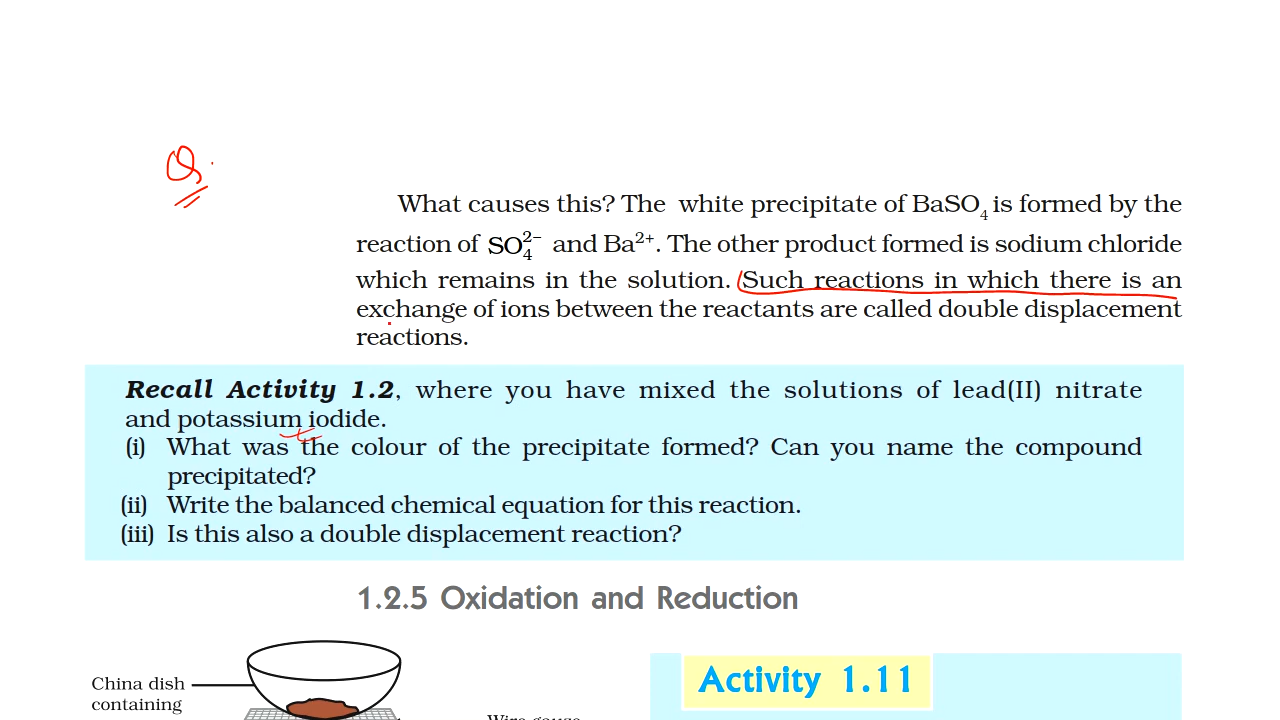 Q.
What causes this? The white precipitate of BaSO₄ is formed by the
reaction of SO₄²⁻ and Ba²⁺. The other product formed is sodium chloride
which remains in the solution. Such reactions in which there is an
exchange of ions between the reactants are called double displacement
reactions.
Recall Activity 1.2, where you have mixed the solutions of lead(II) nitrate
and potassium iodide.
(i) What was the colour of the precipitate formed? Can you name the compound
precipitated?
(ii) Write the balanced chemical equation for this reaction.
(iii) Is this also a double displacement reaction?
1.2.5 Oxidation and Reduction
China dish
containing
Activity 1.11
Wire gauze